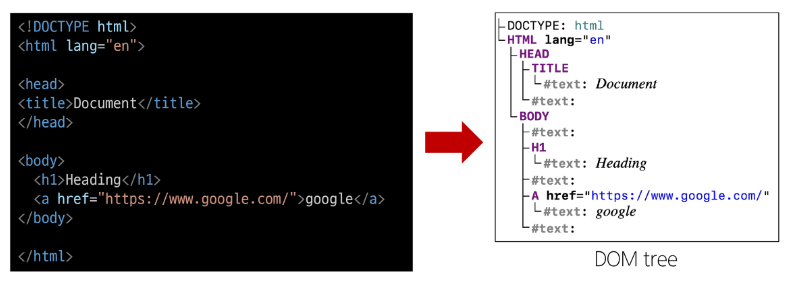 <!DOCTYPE html>
<html lang="en">
<head>
<title>Document</title>
</head>
<body>
<h1>Heading</h1>
<a href="https://www.google.com/">google</a>
</body>
</html>
DOCTYPE: html
HTML lang="en"
HEAD
TITLE
#text: Document
#text:
BODY
#text:
H1
#text: Heading
#text:
A href="https://www.google.com/"
#text: google
#text:
DOM tree